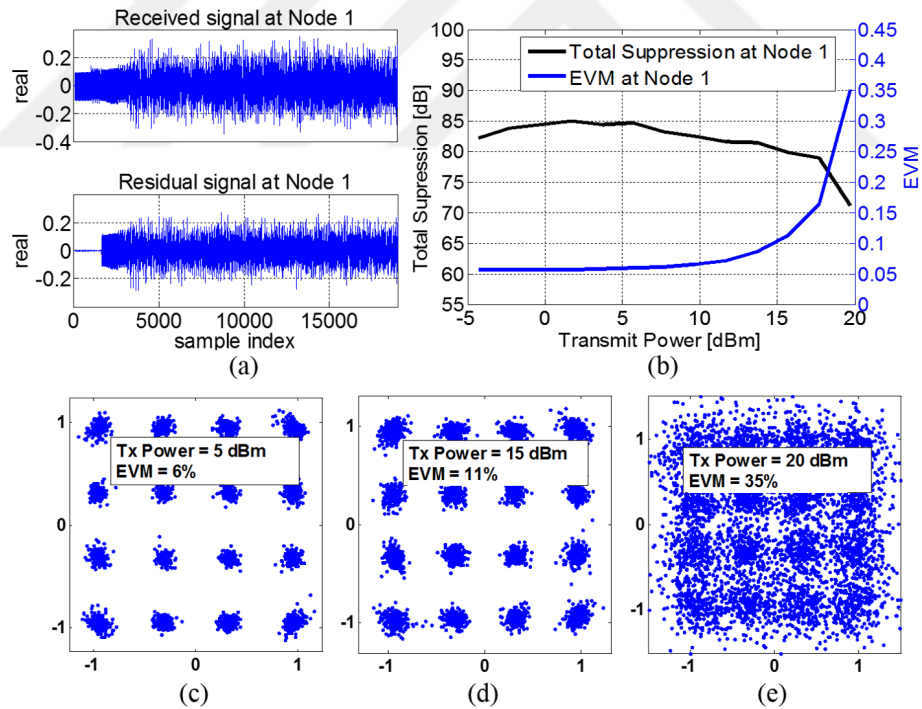 Received signal at Node 1
real
0.2
0
-0.2
-0.4
Residual signal at Node 1
real
0.2
0
-0.2
0 5000 10000 15000
sample index
(a)
Total Suppression at Node 1
EVM at Node 1
Total Supression [dB]
100
95
90
85
80
75
70
65
60
55
-5 0 5 10 15 20
Transmit Power [dBm]
0.45
0.4
0.35
0.3
0.25
0.2
0.15
0.1
0.05
0
EVM
(b)
Tx Power = 5 dBm
EVM = 6%
1
0
-1
-1 0 1
(c)
Tx Power = 15 dBm
EVM = 11%
1
0
-1
-1 0 1
(d)
Tx Power = 20 dBm
EVM = 35%
1
0
-1
-1 0 1
(e)